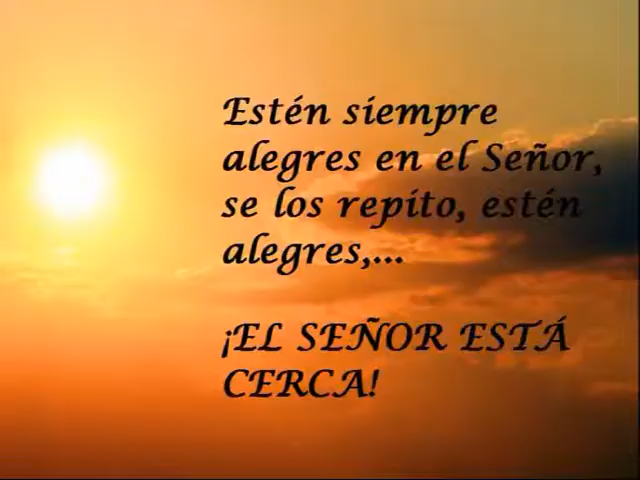 Estén siempre
alegres en el Señor,
se los repito, estén
alegres,...
¡EL SEÑOR ESTÁ
CERCA!